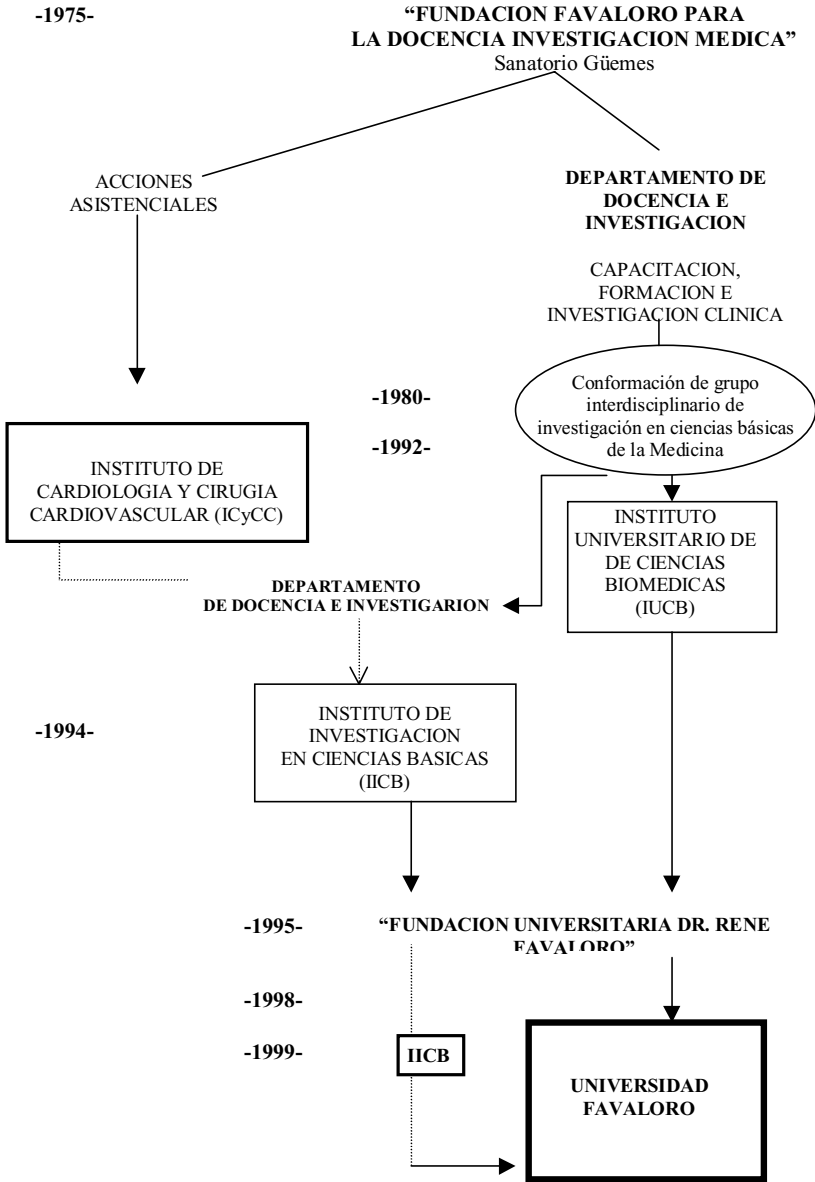 -1975-
“FUNDACION FAVALORO PARA
LA DOCENCIA INVESTIGACION MEDICA”
Sanatorio Güemes
ACCIONES
ASISTENCIALES
DEPARTAMENTO DE
DOCENCIA E
INVESTIGACION
CAPACITACION,
FORMACION E
INVESTIGACION CLINICA
-1980-
Conformación de grupo
interdisciplinario de
investigación en ciencias básicas
de la Medicina
-1992-
INSTITUTO DE
CARDIOLOGIA Y CIRUGIA
CARDIOVASCULAR (ICyCC)
INSTITUTO
UNIVERSITARIO DE
DE CIENCIAS
BIOMEDICAS
(IUCB)
DEPARTAMENTO
DE DOCENCIA E INVESTIGARION
-1994-
INSTITUTO DE
INVESTIGACION
EN CIENCIAS BASICAS
(IICB)
-1995-
“FUNDACION UNIVERSITARIA DR. RENE
FAVALORO”
-1998-
-1999-
IICB
UNIVERSIDAD
FAVALORO